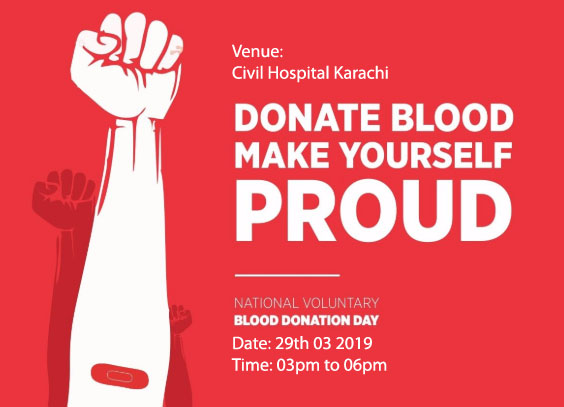 Venue:
Civil Hospital Karachi
DONATE BLOOD
MAKE YOURSELF
PROUD
NATIONAL VOLUNTARY
BLOOD DONATION DAY
Date: 29th 03 2019
Time: 03pm to 06pm